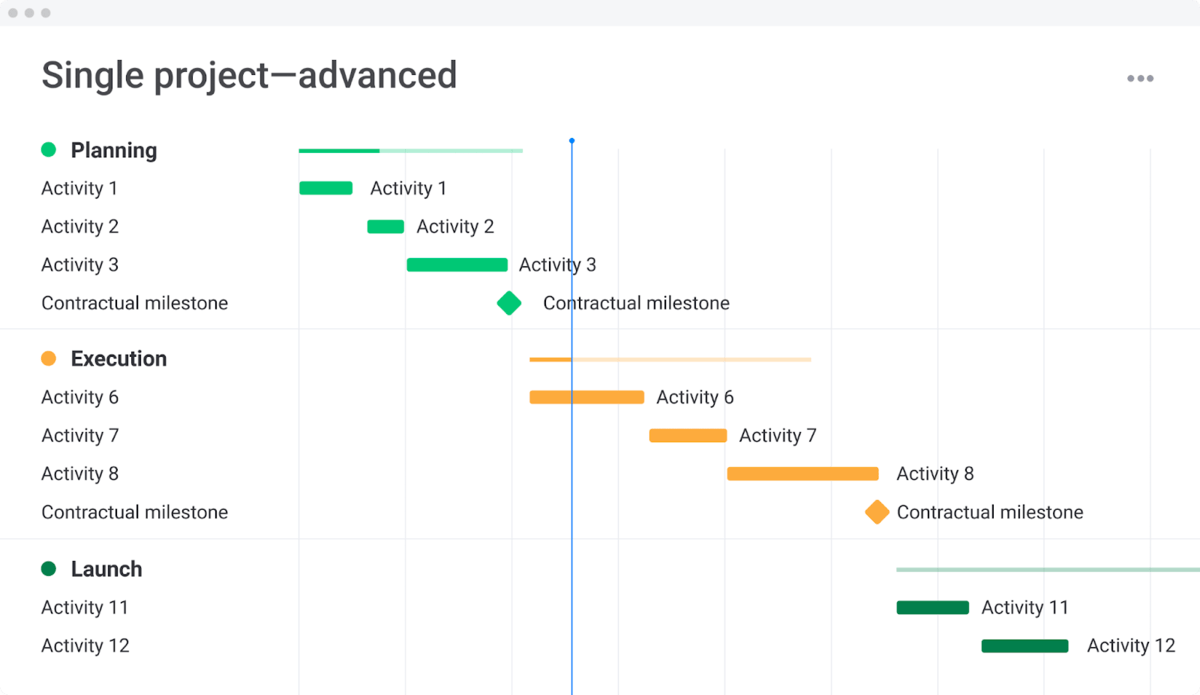 Single project—advanced
Planning
Activity 1 Activity 1
Activity 2 Activity 2
Activity 3 Activity 3
Contractual milestone Contractual milestone
Execution
Activity 6 Activity 6
Activity 7 Activity 7
Activity 8 Activity 8
Contractual milestone Contractual milestone
Launch
Activity 11 Activity 11
Activity 12 Activity 12